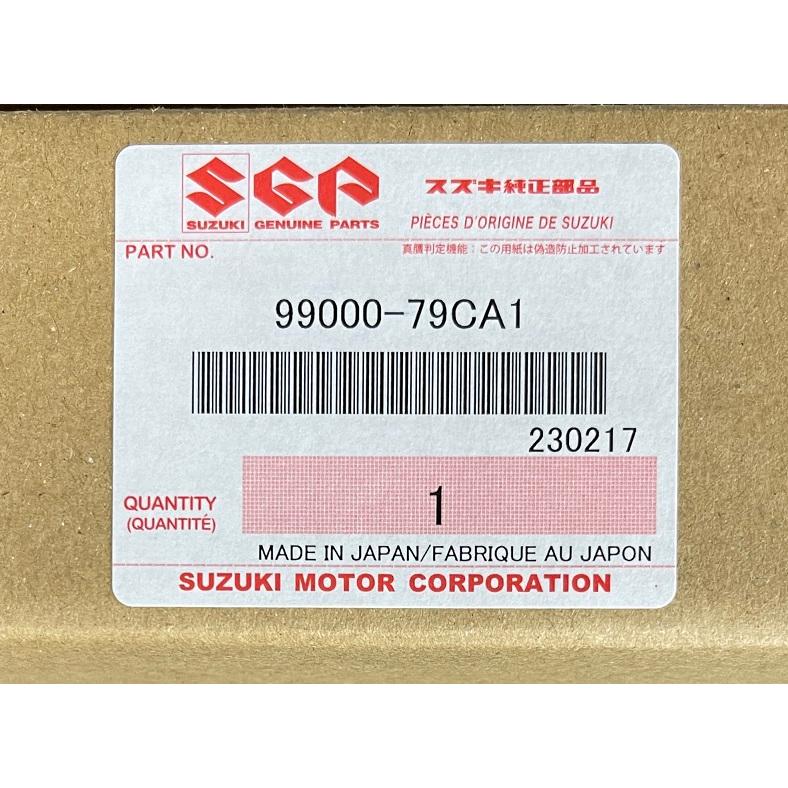 SGP スズキ純正部品
SUZUKI GENUINE PARTS PIÈCES D'ORIGINE DE SUZUKI
PART NO. 真贋判定機能：この用紙は偽造防止加工されています
99000-79CA1
230217
QUANTITY 1
(QUANTITÉ)
MADE IN JAPAN/FABRIQUE AU JAPON
SUZUKI MOTOR CORPORATION